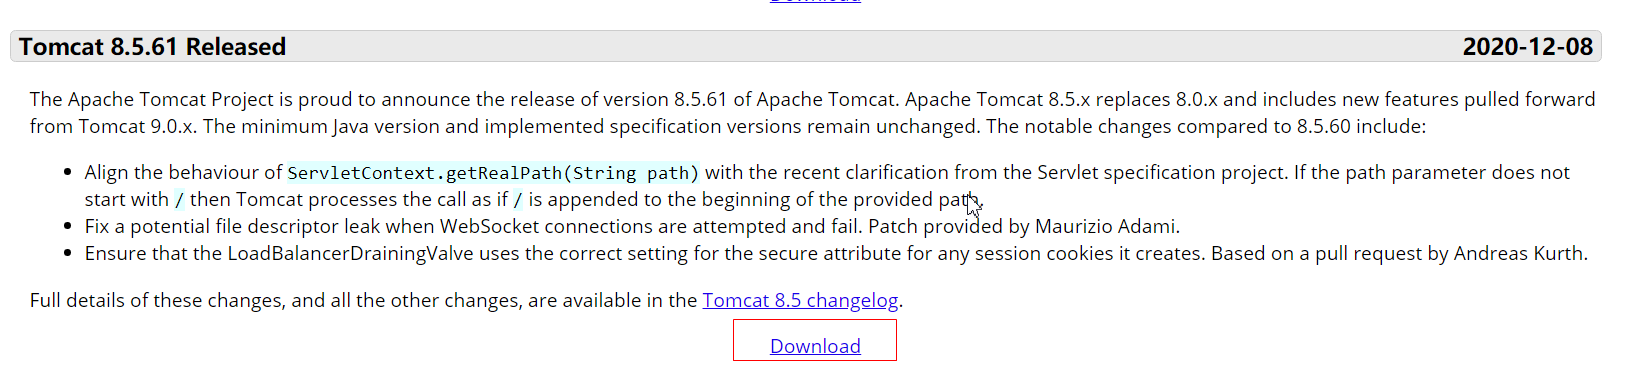 Download
Tomcat 8.5.61 Released 2020-12-08
The Apache Tomcat Project is proud to announce the release of version 8.5.61 of Apache Tomcat. Apache Tomcat 8.5.x replaces 8.0.x and includes new features pulled forward
from Tomcat 9.0.x. The minimum Java version and implemented specification versions remain unchanged. The notable changes compared to 8.5.60 include:
• Align the behaviour of ServletContext.getRealPath(String path) with the recent clarification from the Servlet specification project. If the path parameter does not
start with / then Tomcat processes the call as if / is appended to the beginning of the provided path.
• Fix a potential file descriptor leak when WebSocket connections are attempted and fail. Patch provided by Maurizio Adami.
• Ensure that the LoadBalancerDrainingValve uses the correct setting for the secure attribute for any session cookies it creates. Based on a pull request by Andreas Kurth.
Full details of these changes, and all the other changes, are available in the Tomcat 8.5 changelog.
Download